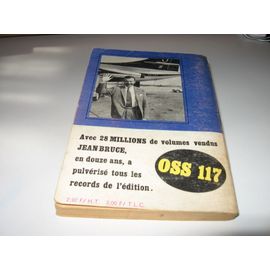 Avec 28 MILLIONS de volumes vendus
JEAN BRUCE,
en douze ans, a
pulvérisé tous les
records de l'édition.
OSS 117
F/H.T. F/T.L.C.